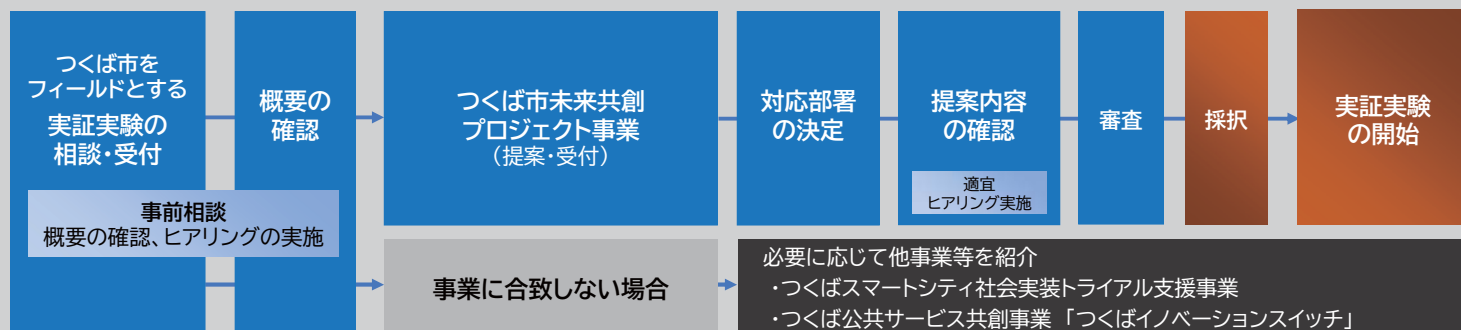 つくば市を
フィールドとする
実証実験の
相談・受付
概要の
確認
事前相談
概要の確認、ヒアリングの実施
つくば市未来共創
プロジェクト事業
（提案・受付）
対応部署
の決定
提案内容
の確認
適宜
ヒアリング実施
審査
採択
実証実験
の開始
事業に合致しない場合
必要に応じて他事業等を紹介
・つくばスマートシティ社会実装トライアル支援事業
・つくば公共サービス共創事業 「つくばイノベーションスイッチ」